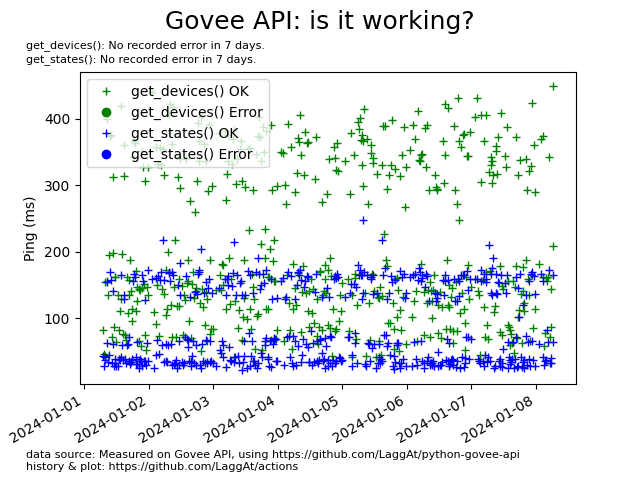 Govee API: is it working?
get_devices(): No recorded error in 7 days.
get_states(): No recorded error in 7 days.
get_devices() OK
get_devices() Error
get_states() OK
get_states() Error
Ping (ms)
400
300
200
100
2024-01-01
2024-01-02
2024-01-03
2024-01-04
2024-01-05
2024-01-06
2024-01-07
2024-01-08
data source: Measured on Govee API, using https://github.com/LaggAt/python-govee-api
history & plot: https://github.com/LaggAt/actions